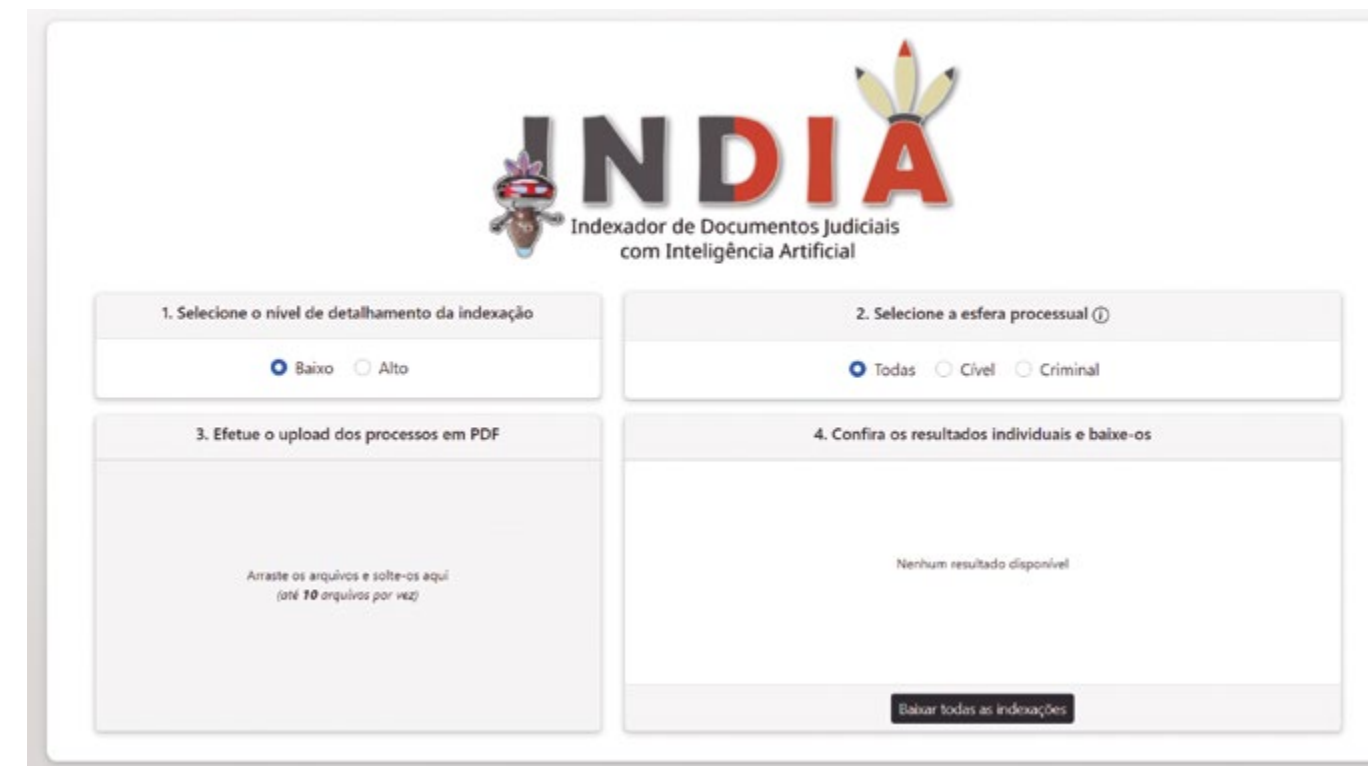 INDIA
Indexador de Documentos Judiciais
com Inteligência Artificial
1. Selecione o nível de detalhamento da indexação
Baixo Alto
2. Selecione a esfera processual
Todas Cível Criminal
3. Efetue o upload dos processos em PDF
Arraste os arquivos e solte-os aqui
(até 10 arquivos por vez)
4. Confira os resultados individuais e baixe-os
Nenhum resultado disponível
Baixar todas as indexações